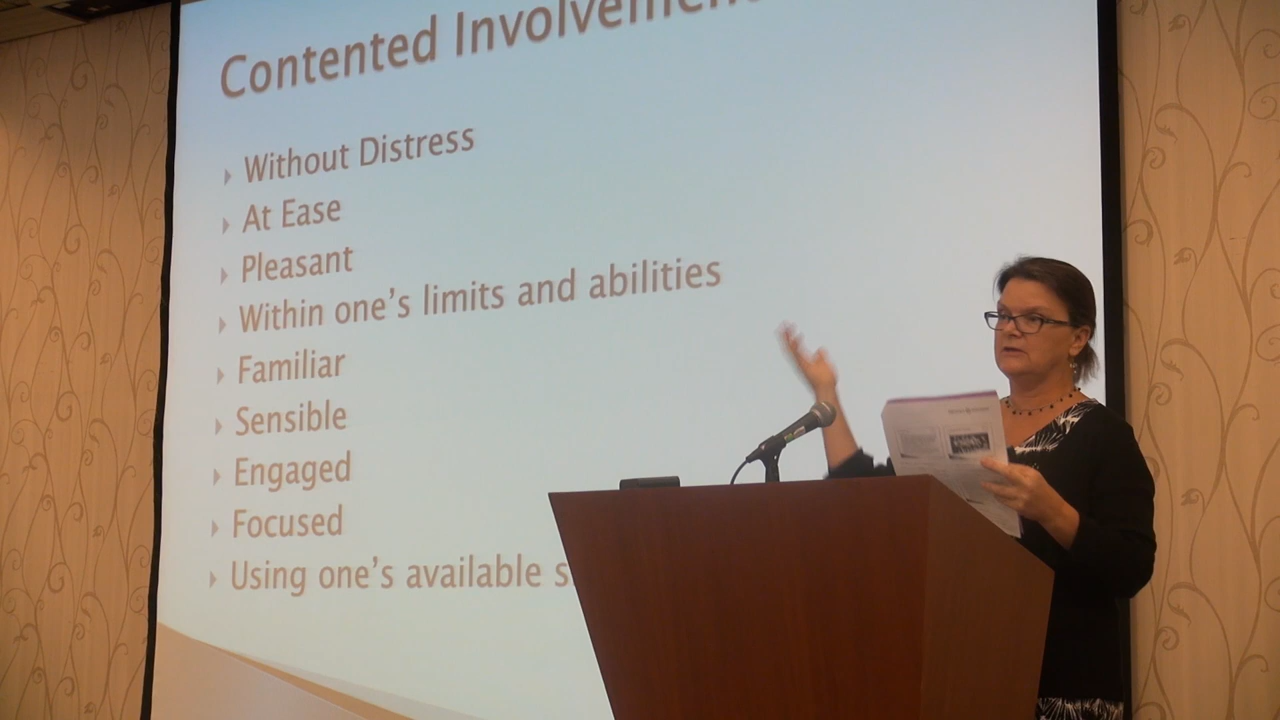 Contented Involvement
Without Distress
At Ease
Pleasant
Within one's limits and abilities
Familiar
Sensible
Engaged
Focused
Using one's available s